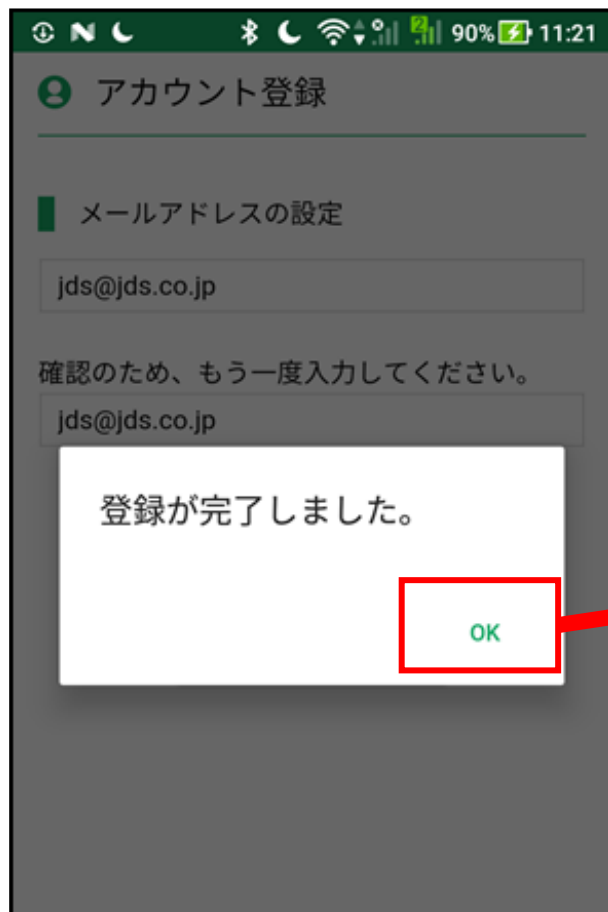 90% 11:21
アカウント登録
メールアドレスの設定
jds@jds.co.jp
確認のため、もう一度入力してください。
jds@jds.co.jp
登録が完了しました。
OK